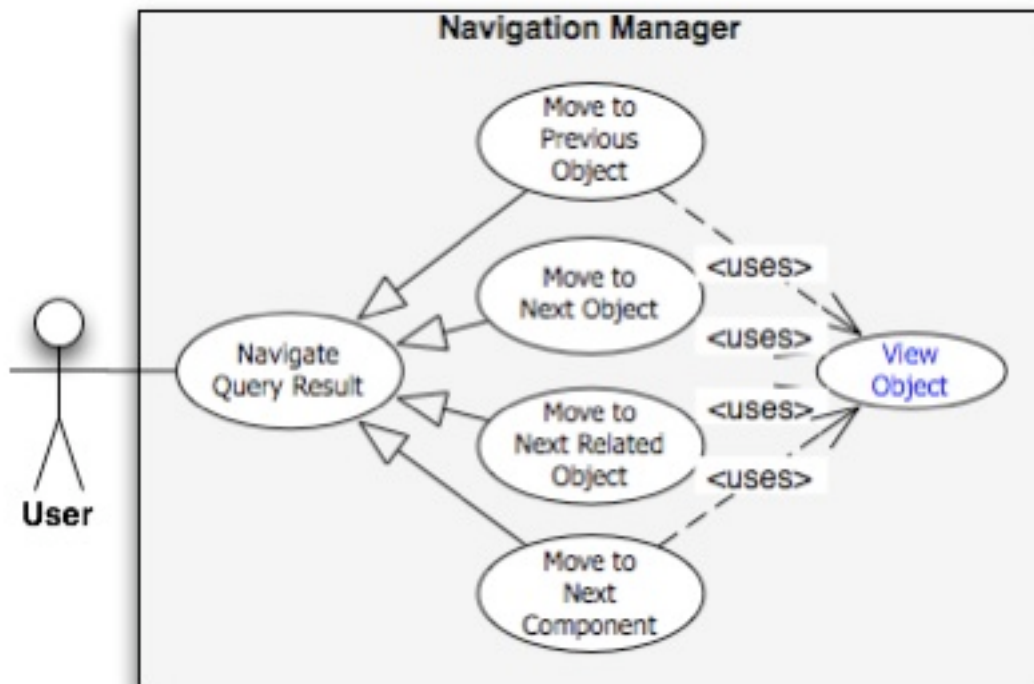 Navigation Manager
Move to
Previous
Object
<uses>
Move to
Next Object
<uses>
Navigate
Query Result
View
Object
Move to
Next Related
Object
<uses>
<uses>
User
Move to
Next
Component